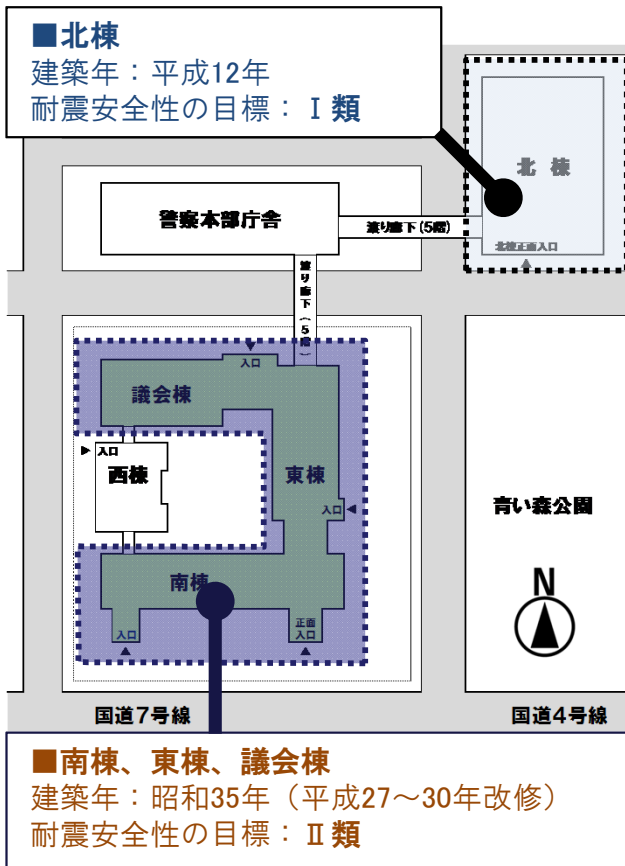 ■北棟
建築年：平成12年
耐震安全性の目標：Ⅰ類
北 棟
警察本部庁舎
渡り廊下(5階)
北棟正面入口
渡り廊下(5階)
入口
議会棟
入口
西棟
東棟
入口
青い森公園
南棟
N
入口
正面
入口
国道7号線
国道4号線
■南棟、東棟、議会棟
建築年：昭和35年（平成27～30年改修）
耐震安全性の目標：Ⅱ類